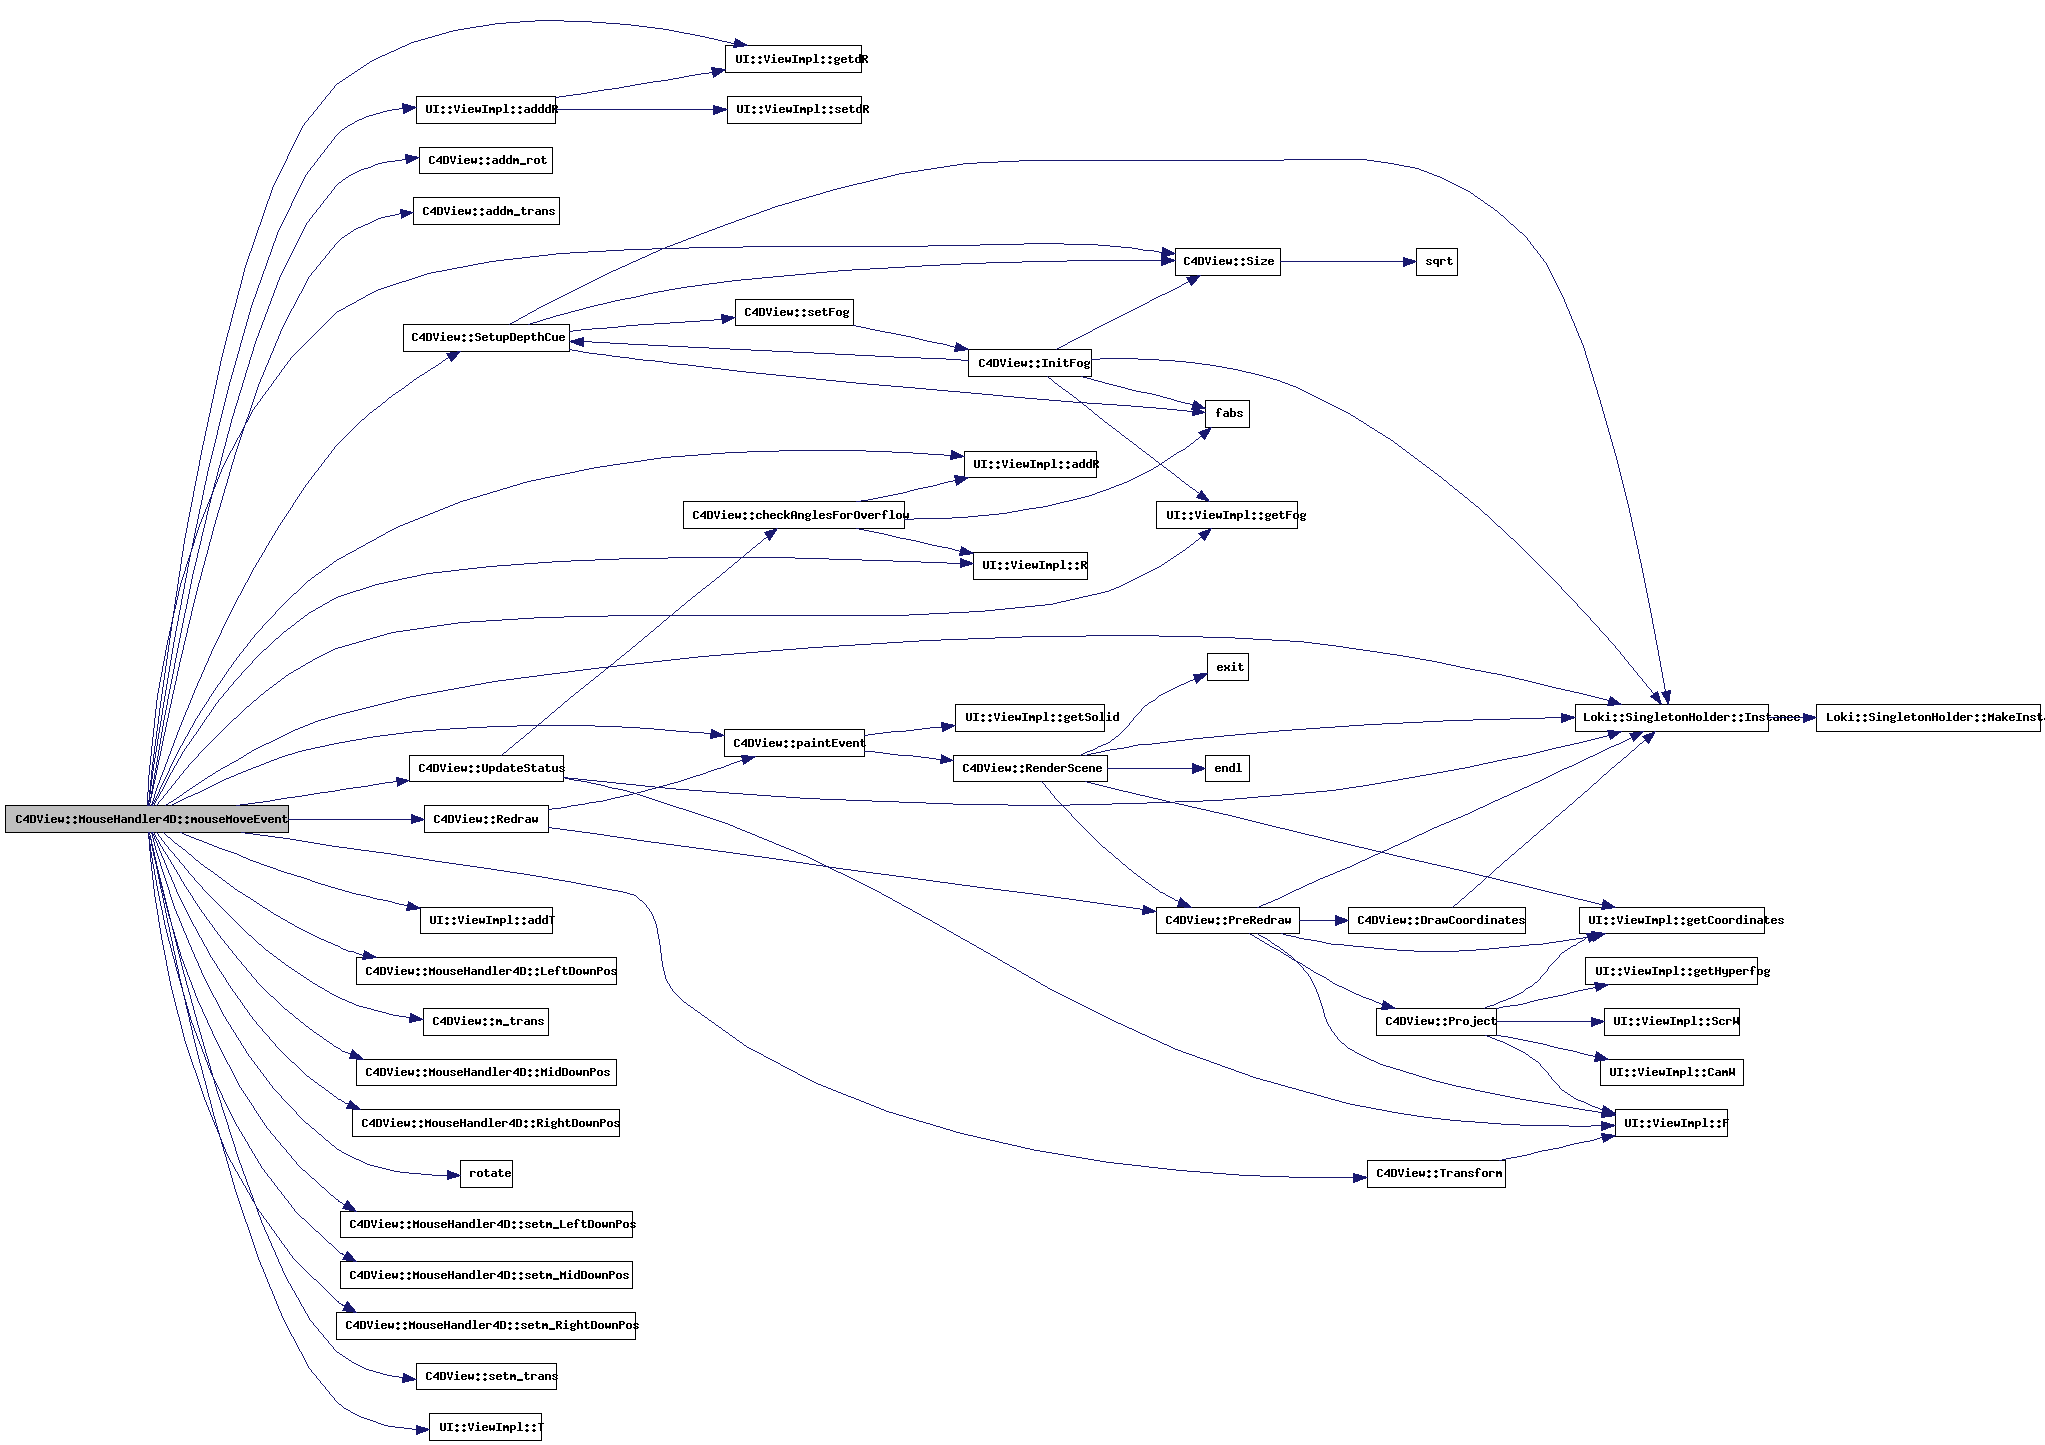 UI::ViewImpl::getdR
UI::ViewImpl::adddR
UI::ViewImpl::setdR
C4DView::addm_rot
C4DView::addm_trans
C4DView::Size
sqrt
C4DView::setFog
C4DView::SetupDepthCue
C4DView::InitFog
fabs
UI::ViewImpl::addR
C4DView::checkAnglesForOverflow
UI::ViewImpl::getFog
UI::ViewImpl::R
exit
UI::ViewImpl::getSolid
Loki::SingletonHolder::Instance
Loki::SingletonHolder::MakeInst
C4DView::paintEvent
C4DView::UpdateStatus
C4DView::RenderScene
endl
C4DView::MouseHandler4D::mouseMoveEvent
C4DView::Redraw
UI::ViewImpl::addT
C4DView::PreRedraw
C4DView::DrawCoordinates
UI::ViewImpl::getCoordinates
C4DView::MouseHandler4D::LeftDownPos
UI::ViewImpl::getHyperfog
C4DView::m_trans
C4DView::Project
UI::ViewImpl::ScrW
C4DView::MouseHandler4D::MidDownPos
UI::ViewImpl::CamW
C4DView::MouseHandler4D::RightDownPos
UI::ViewImpl::F
rotate
C4DView::Transform
C4DView::MouseHandler4D::setm_LeftDownPos
C4DView::MouseHandler4D::setm_MidDownPos
C4DView::MouseHandler4D::setm_RightDownPos
C4DView::setm_trans
UI::ViewImpl::T